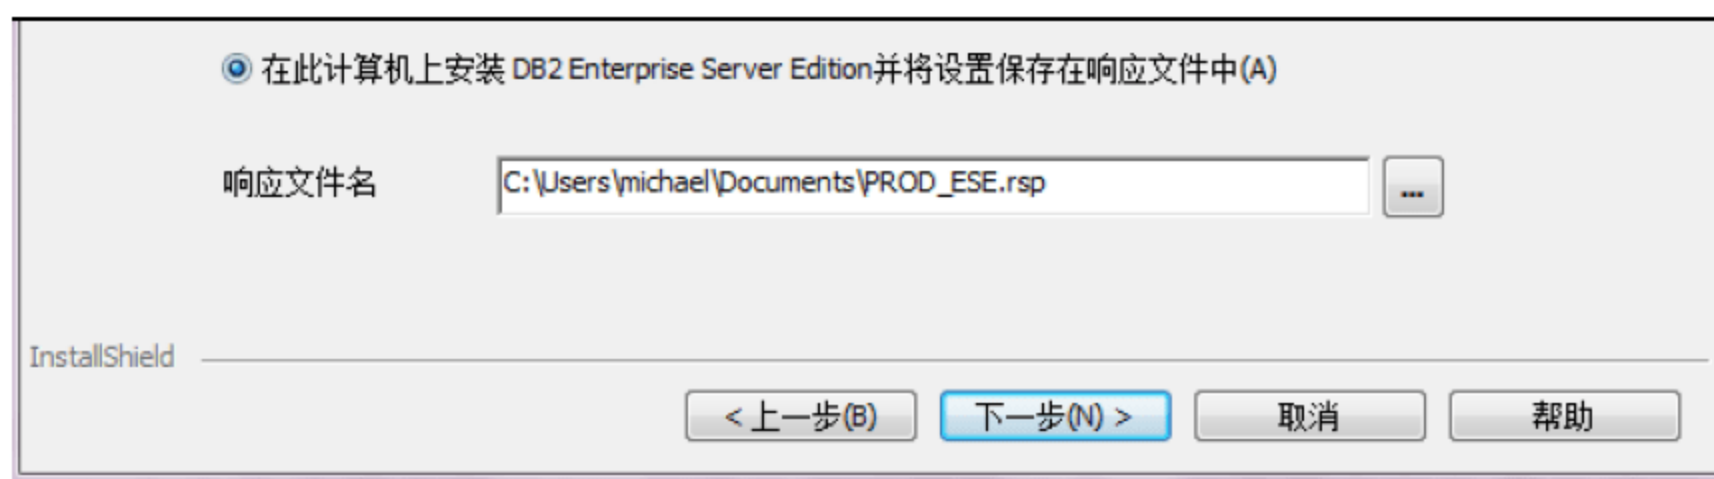 在此计算机上安装 DB2 Enterprise Server Edition并将设置保存在响应文件中(A)
响应文件名 C:\Users\michael\Documents\PROD_ESE.rsp ...
InstallShield
< 上一步(B) 下一步(N) > 取消 帮助